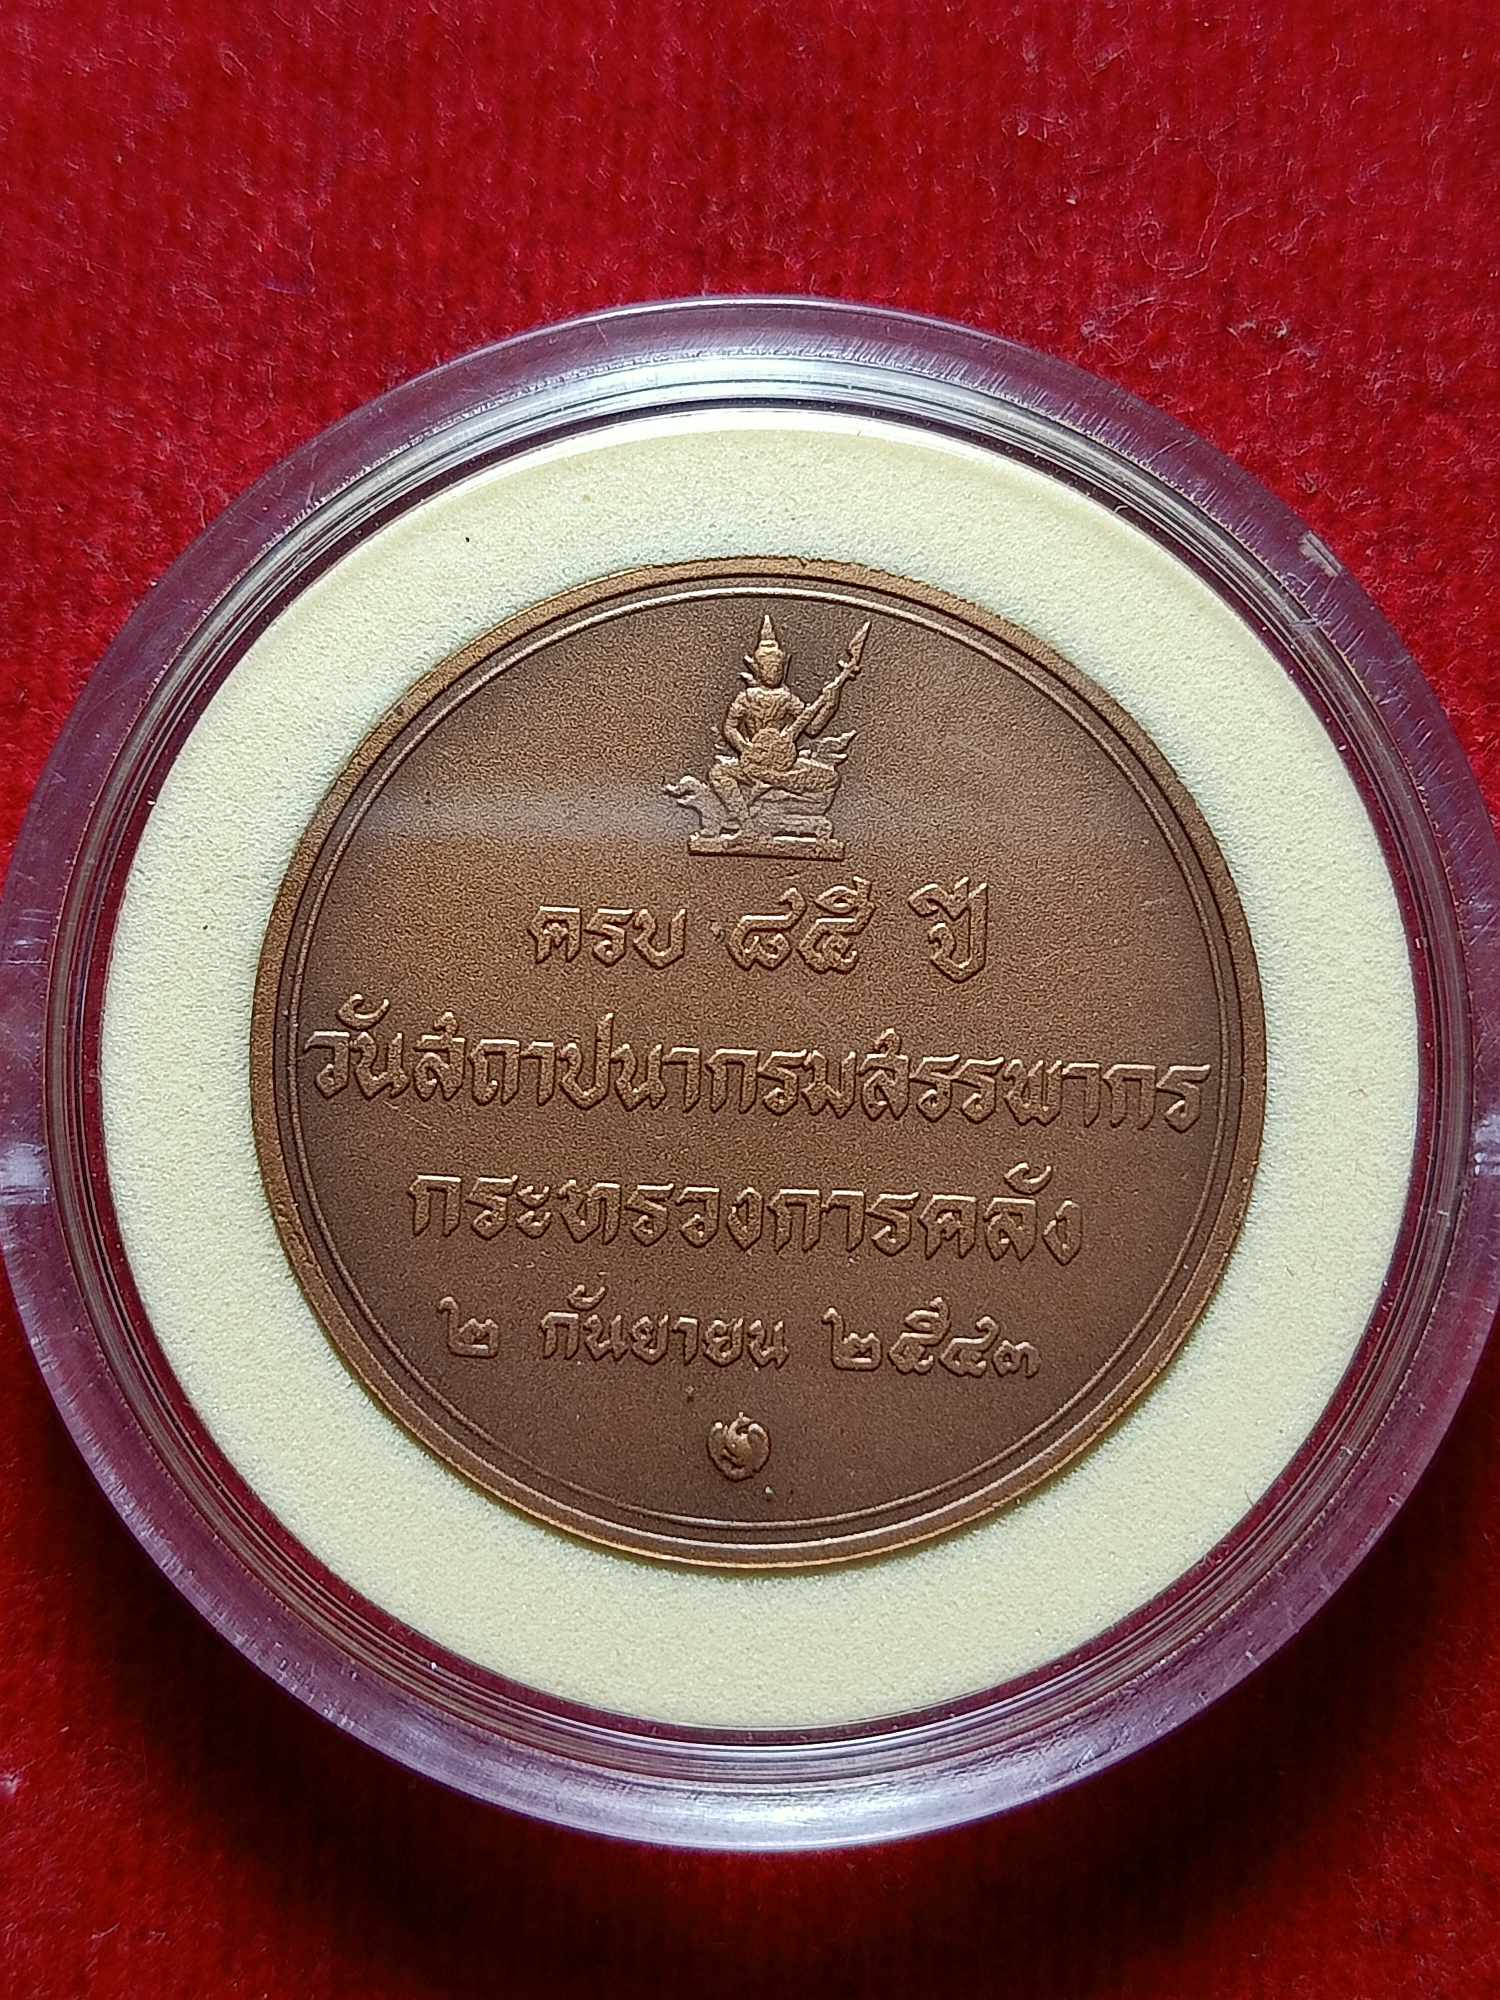 ครบ ๘๕ ปี
วันสถาปนากรมสรรพากร
กระทรวงการคลัง
๒ กันยายน ๒๕๔๓